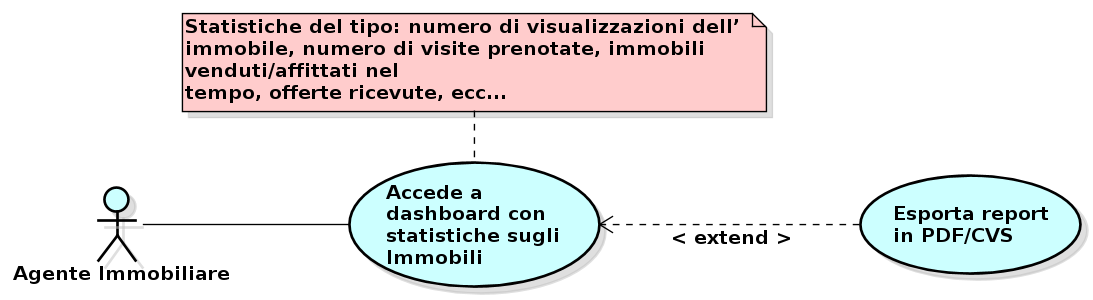 Statistiche del tipo: numero di visualizzazioni dell’
immobile, numero di visite prenotate, immobili
venduti/affittati nel
tempo, offerte ricevute, ecc...
Accede a
dashboard con
statistiche sugli
Immobili
< extend >
Esporta report
in PDF/CVS
Agente Immobiliare